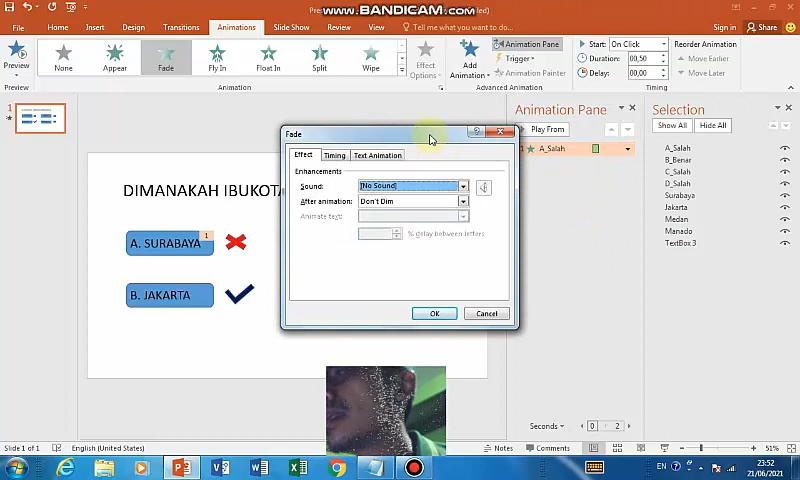 www.BANDICAM.com
File Home Insert Design Transitions Animations Slide Show Review View Tell me what you want to do... Sign in Share
Preview None Appear Fade Fly In Float In Split Wipe Effect Options Add Animation Animation Pane Trigger Animation Painter Start: On Click Duration: 00,50 Delay: 00,00 Reorder Animation Move Earlier Move Later
Preview Animation Advanced Animation Timing
1
DIMANAKAH IBUKOTA
A. SURABAYA
1
B. JAKARTA
Fade
Effect Timing Text Animation
Enhancements
Sound: [No Sound]
After animation: Don't Dim
Animate text:
% delay between letters
OK Cancel
Animation Pane
Play From
1 A_Salah
Seconds 0 2
Selection
Show All Hide All
A_Salah
B_Benar
C_Salah
D_Salah
Surabaya
Jakarta
Medan
Manado
TextBox 3
Slide 1 of 1 English (United States) Notes Comments 51%
EN 23:52
21/06/2021